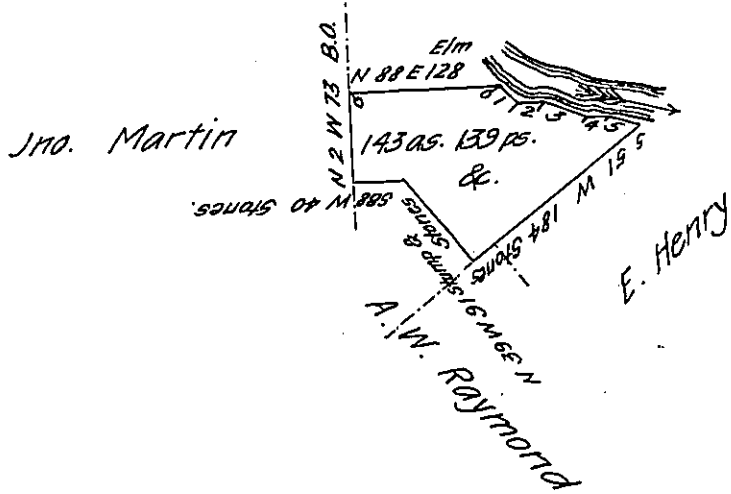 Elm
N 88 E 128
N 2 W 73 B.O.
Jno. Martin
1 2 3 4 5
143 as. 139 ps.
&c.
S 88 W 40 Stones.
S 51 W 184 Stones
N 39 W 91 Stump & Stones
E. Henry
A. W. Raymond